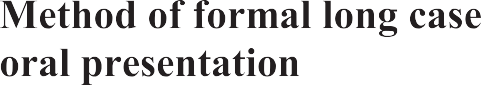 Method of formal long case
oral presentation